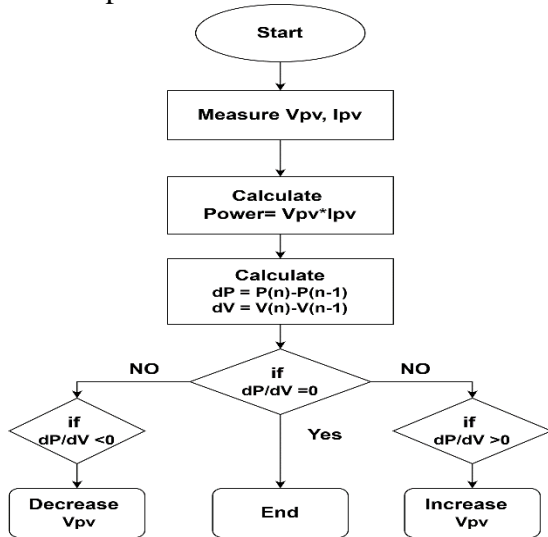 Start
Measure Vpv, Ipv
Calculate
Power= Vpv*Ipv
Calculate
dP = P(n)-P(n-1)
dV = V(n)-V(n-1)
if
dP/dV =0
NO
NO
Yes
if
dP/dV <0
if
dP/dV >0
Decrease
Vpv
End
Increase
Vpv